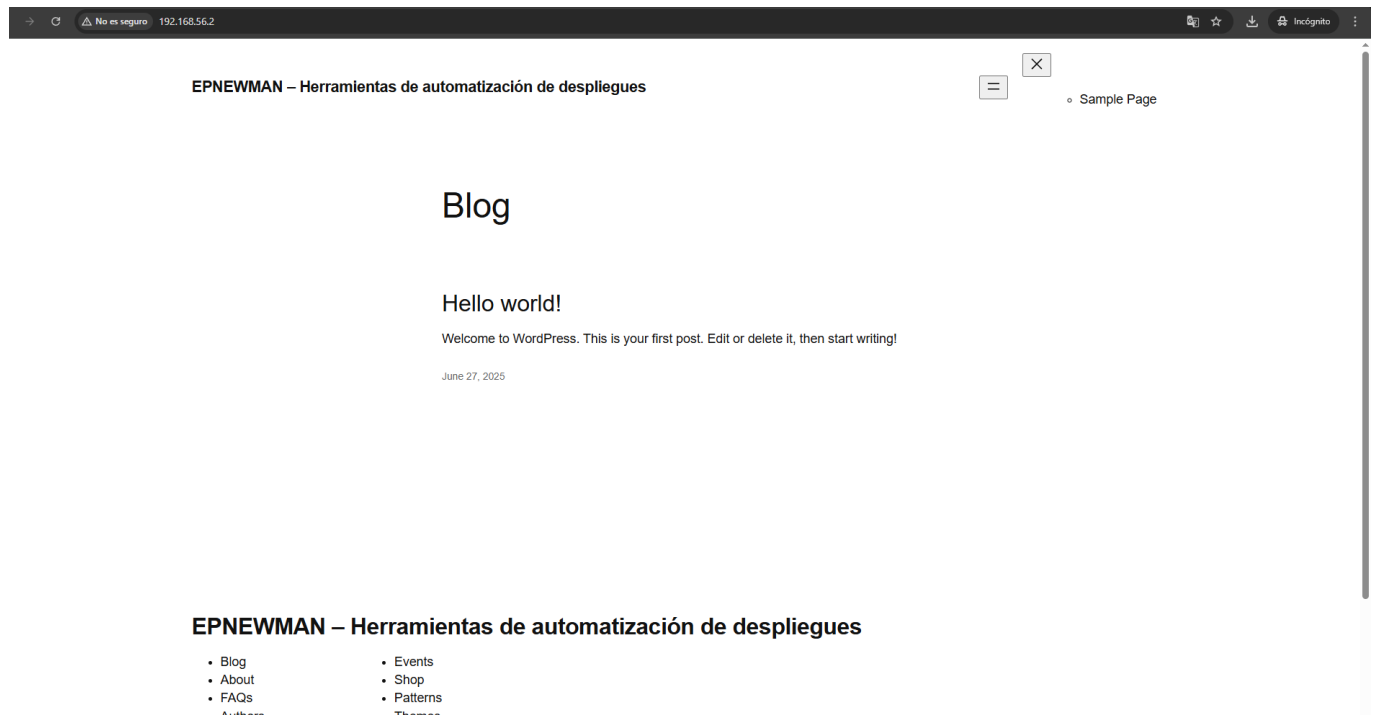 No es seguro 192.168.56.2 Incógnito
EPNEWMAN – Herramientas de automatización de despliegues
Sample Page
Blog
Hello world!
Welcome to WordPress. This is your first post. Edit or delete it, then start writing!
June 27, 2025
EPNEWMAN – Herramientas de automatización de despliegues
Blog
About
FAQs
Authors
Events
Shop
Patterns
Themes